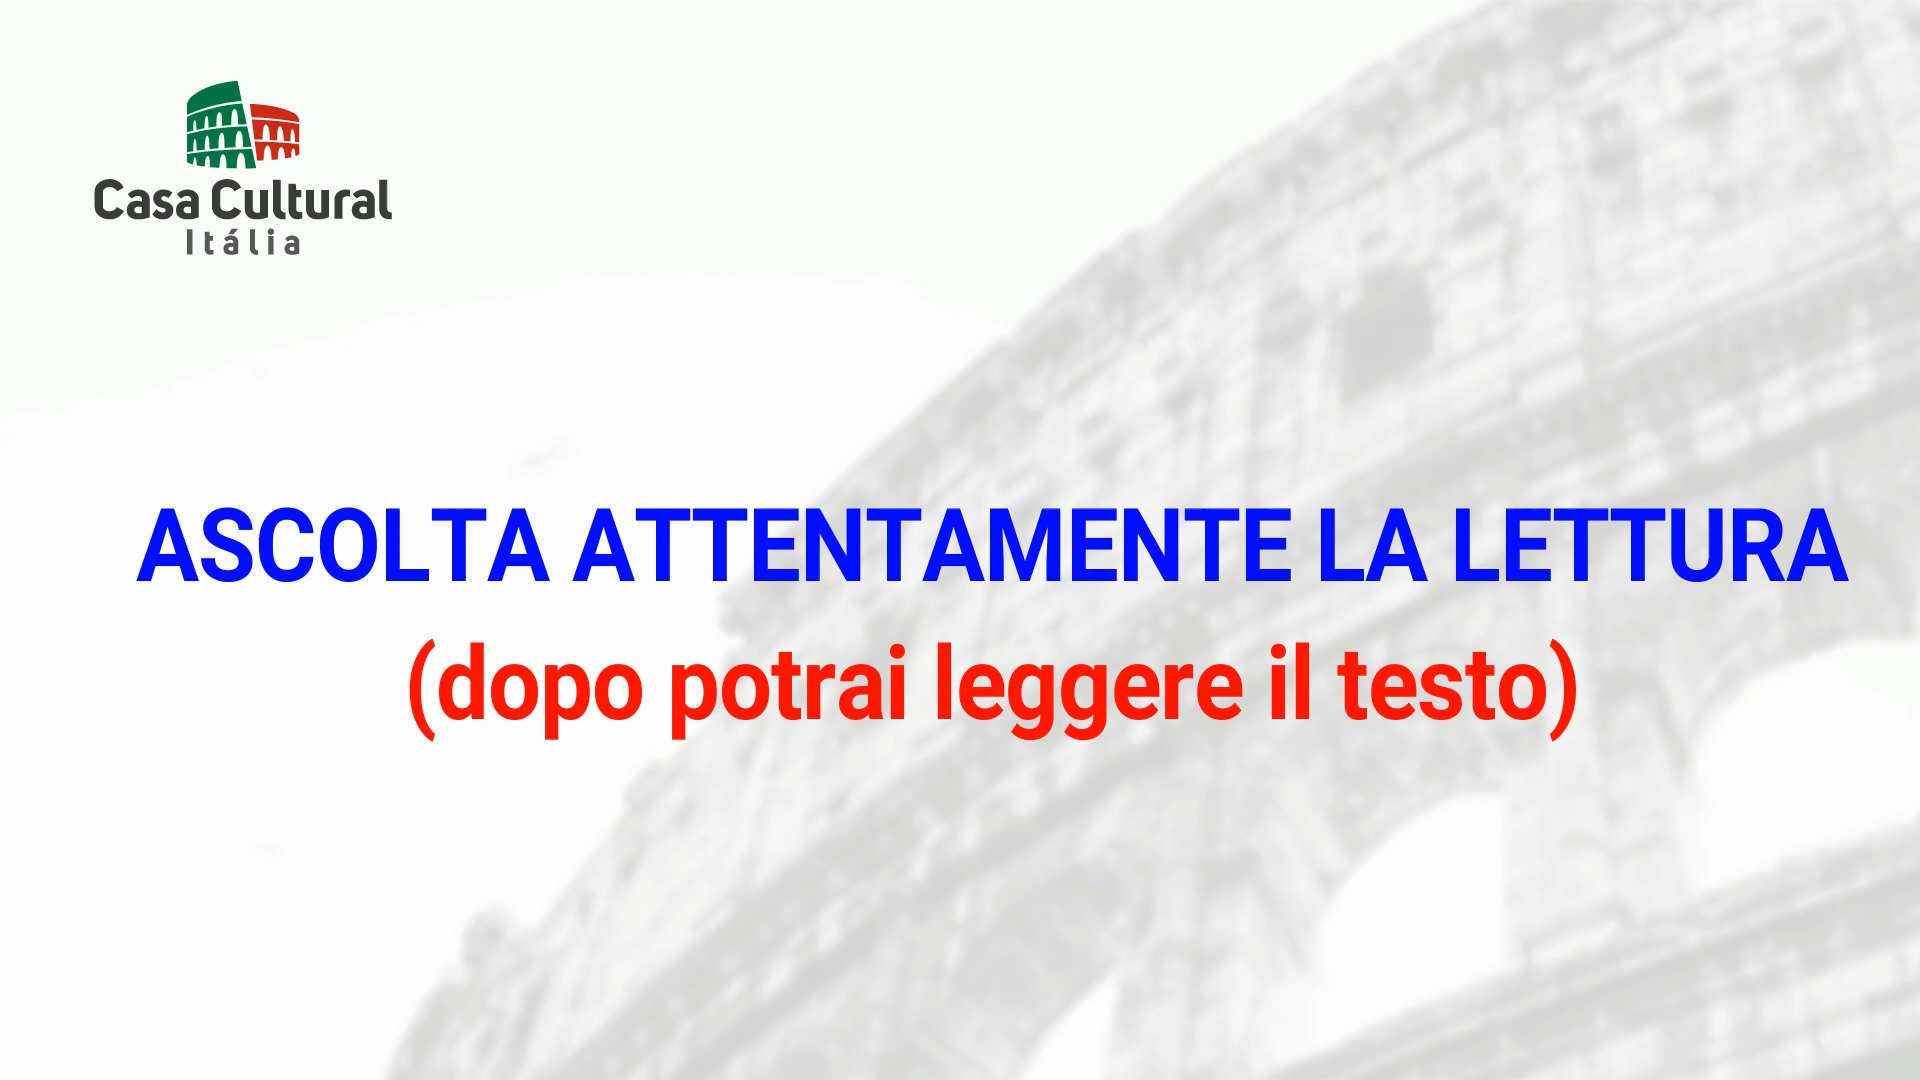 Casa Cultural
Itália
ASCOLTA ATTENTAMENTE LA LETTURA
(dopo potrai leggere il testo)